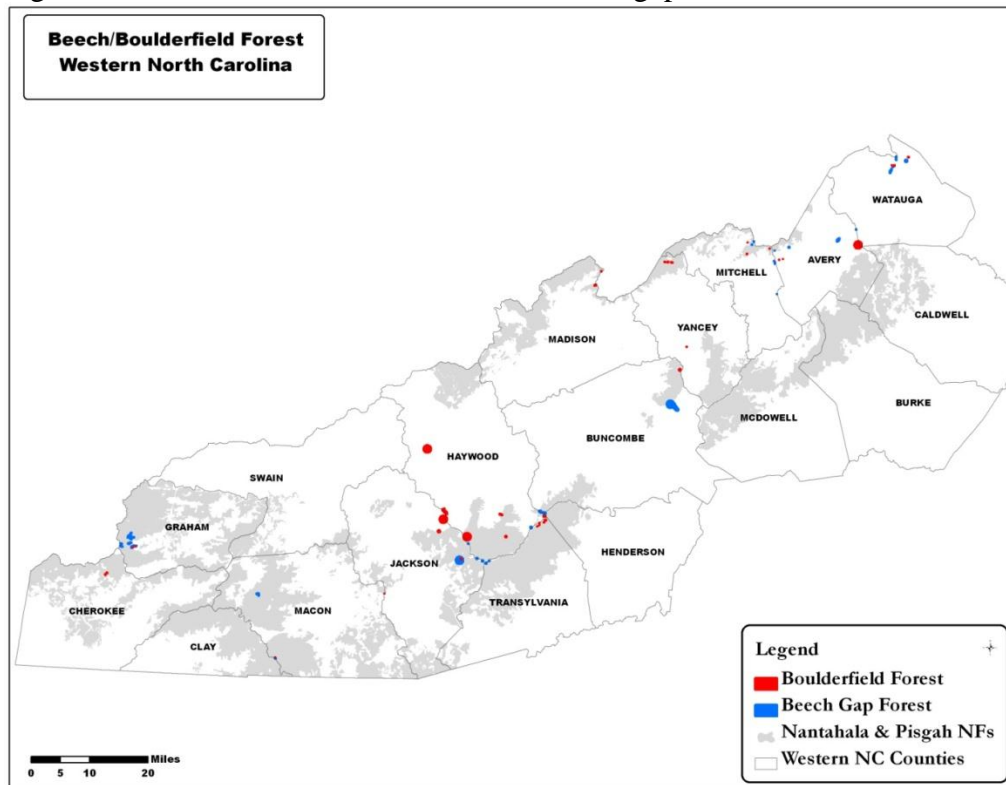 Beech/Boulderfield Forest
Western North Carolina
WATAUGA
AVERY
MITCHELL
CALDWELL
YANCEY
MADISON
BURKE
MCDOWELL
BUNCOMBE
HAYWOOD
SWAIN
GRAHAM
HENDERSON
JACKSON
TRANSYLVANIA
CHEROKEE
MACON
CLAY
Legend
Boulderfield Forest
Beech Gap Forest
Nantahala & Pisgah NFs
Western NC Counties
Miles
0 5 10 20